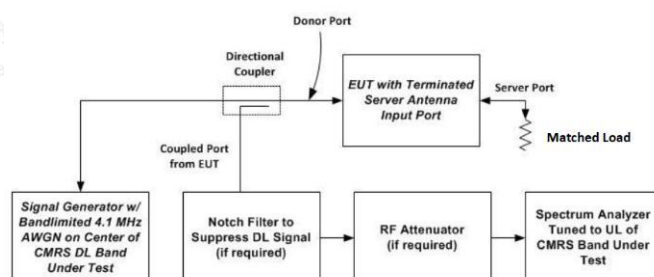 Donor Port
Directional
Coupler
EUT with Terminated
Server Antenna
Input Port
Server Port
Matched Load
Coupled Port
from EUT
Signal Generator w/
Bandlimited 4.1 MHz
AWGN on Center of
CMRS DL Band
Under Test
Notch Filter to
Suppress DL Signal
(if required)
RF Attenuator
(if required)
Spectrum Analyzer
Tuned to UL of
CMRS Band Under
Test